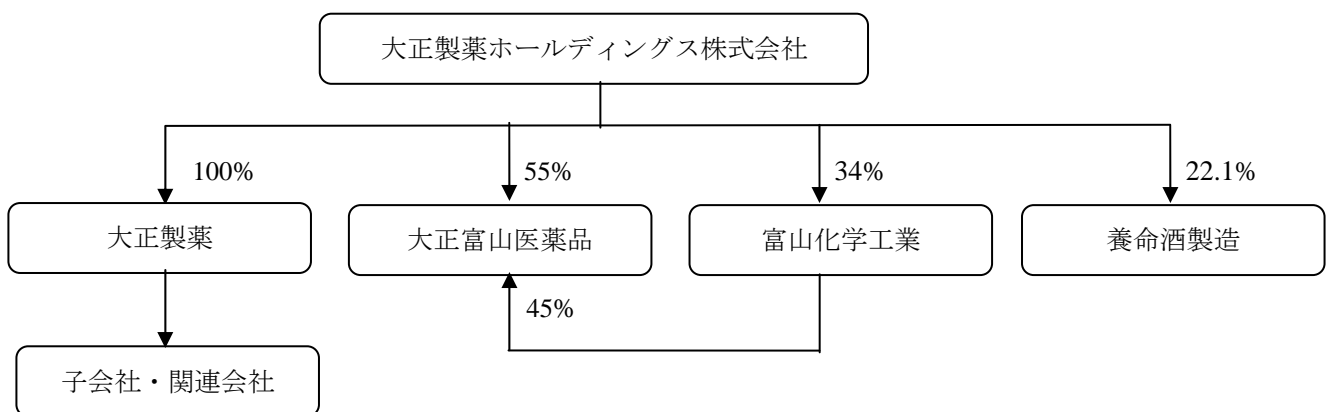 大正製薬ホールディングス株式会社
100%
55%
34%
22.1%
大正製薬
大正富山医薬品
富山化学工業
養命酒製造
45%
子会社・関連会社